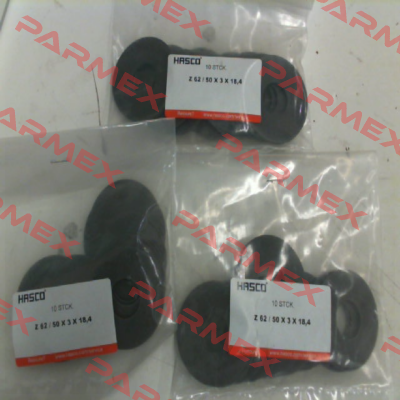 HASCO
10 STCK
Z 62 / 50 X 3 X 18,4
HASCO
10 STCK
Z 62 / 50 X 3 X 18,4
HASCO
10 STCK
Z 62 / 50 X 3 X 18,4
PARMEX
PARMEX
PARMEX
PARMEX
PARMEX